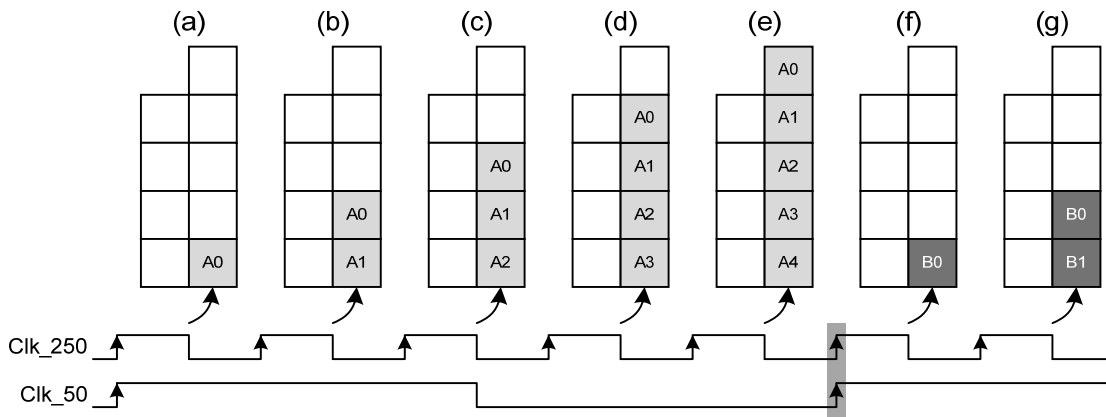 (a) (b) (c) (d) (e) (f) (g)
A0
A0 A1
A0 A1 A2
A0 A1 A2 A3 B0
A0 A1 A2 A3 A4 B0 B1
Clk_250
Clk_50